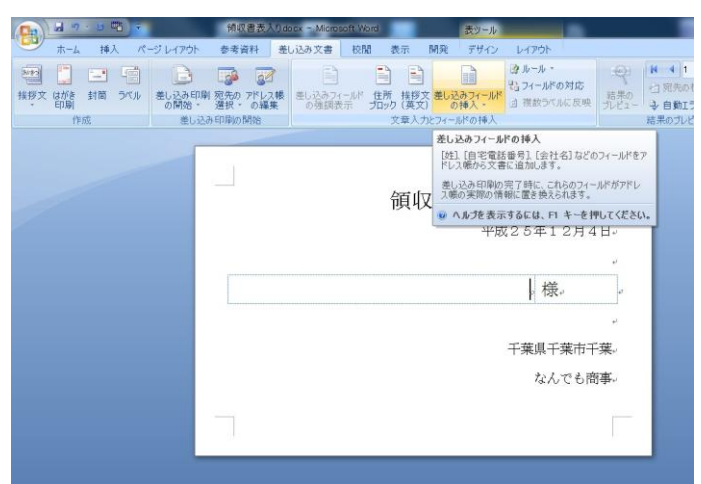 領収書表入り.docx - Microsoft Word
表ツール
ホーム 挿入 ページ レイアウト 参考資料 差し込み文書 校閲 表示 開発 デザイン レイアウト
挨拶文 はがき印刷 封筒 ラベル 差し込み印刷の開始 宛先の選択 アドレス帳の編集 差し込みフィールドの強調表示 住所ブロック 挨拶文(英文) 差し込みフィールドの挿入 ルール フィールドの対応 複数ラベルに反映 結果のプレビュー 1
作成 差し込み印刷の開始 文章入力とフィールドの挿入
差し込みフィールドの挿入
[姓]、[自宅電話番号]、[会社名] などのフィールドをア
ドレス帳から文書に追加します。
差し込み印刷の完了時に、これらのフィールドがアドレ
ス帳の実際の情報に置き換えられます。
ヘルプを表示するには、F1 キーを押してください。
領収
平成25年12月4日
様
千葉県千葉市千葉
なんでも商事